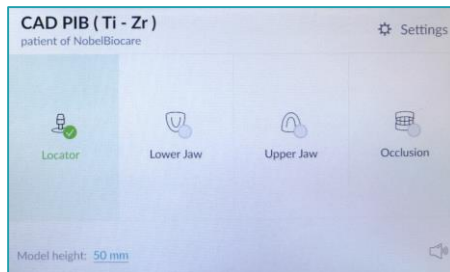 CAD PIB ( Ti - Zr )
patient of NobelBiocare
Settings
Locator
Lower Jaw
Upper Jaw
Occlusion
Model height: 50 mm